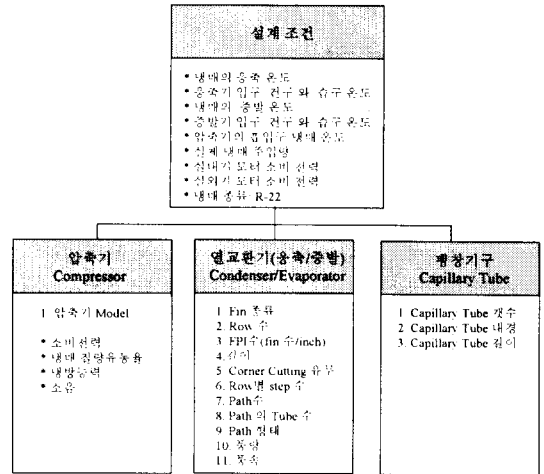 설계 조건
* 냉매의 응축 온도
* 응축기 입구 건구 와 습구 온도
* 냉매의 증발 온도
* 증발기 입구 건구와 습구 온도
* 압축기의 흡입구 냉매 온도
* 설계 냉매 주입량
* 실내기 모터 소비 전력
* 실외기 모터 소비 전력
* 냉매 종류: R-22
압축기
Compressor
1 압축기 Model
* 소비전력
* 냉매 질량유동율
* 냉방능력
* 소음
열교환기(응축/증발)
Condenser/Evaporator
1 Fin 종류
2. Row 수
3 FPI수(fin 수/inch)
4. 길이
5 Corner Cutting 유무
6. Row별 step 수
7. Path수
8. Path 의 Tube 수
9 Path 형태
10. 풍량
11. 풍속
팽창기구
Capillary Tube
1 Capillary Tube 갯수
2 Capillary Tube 내경
3. Capillary Tube 길이